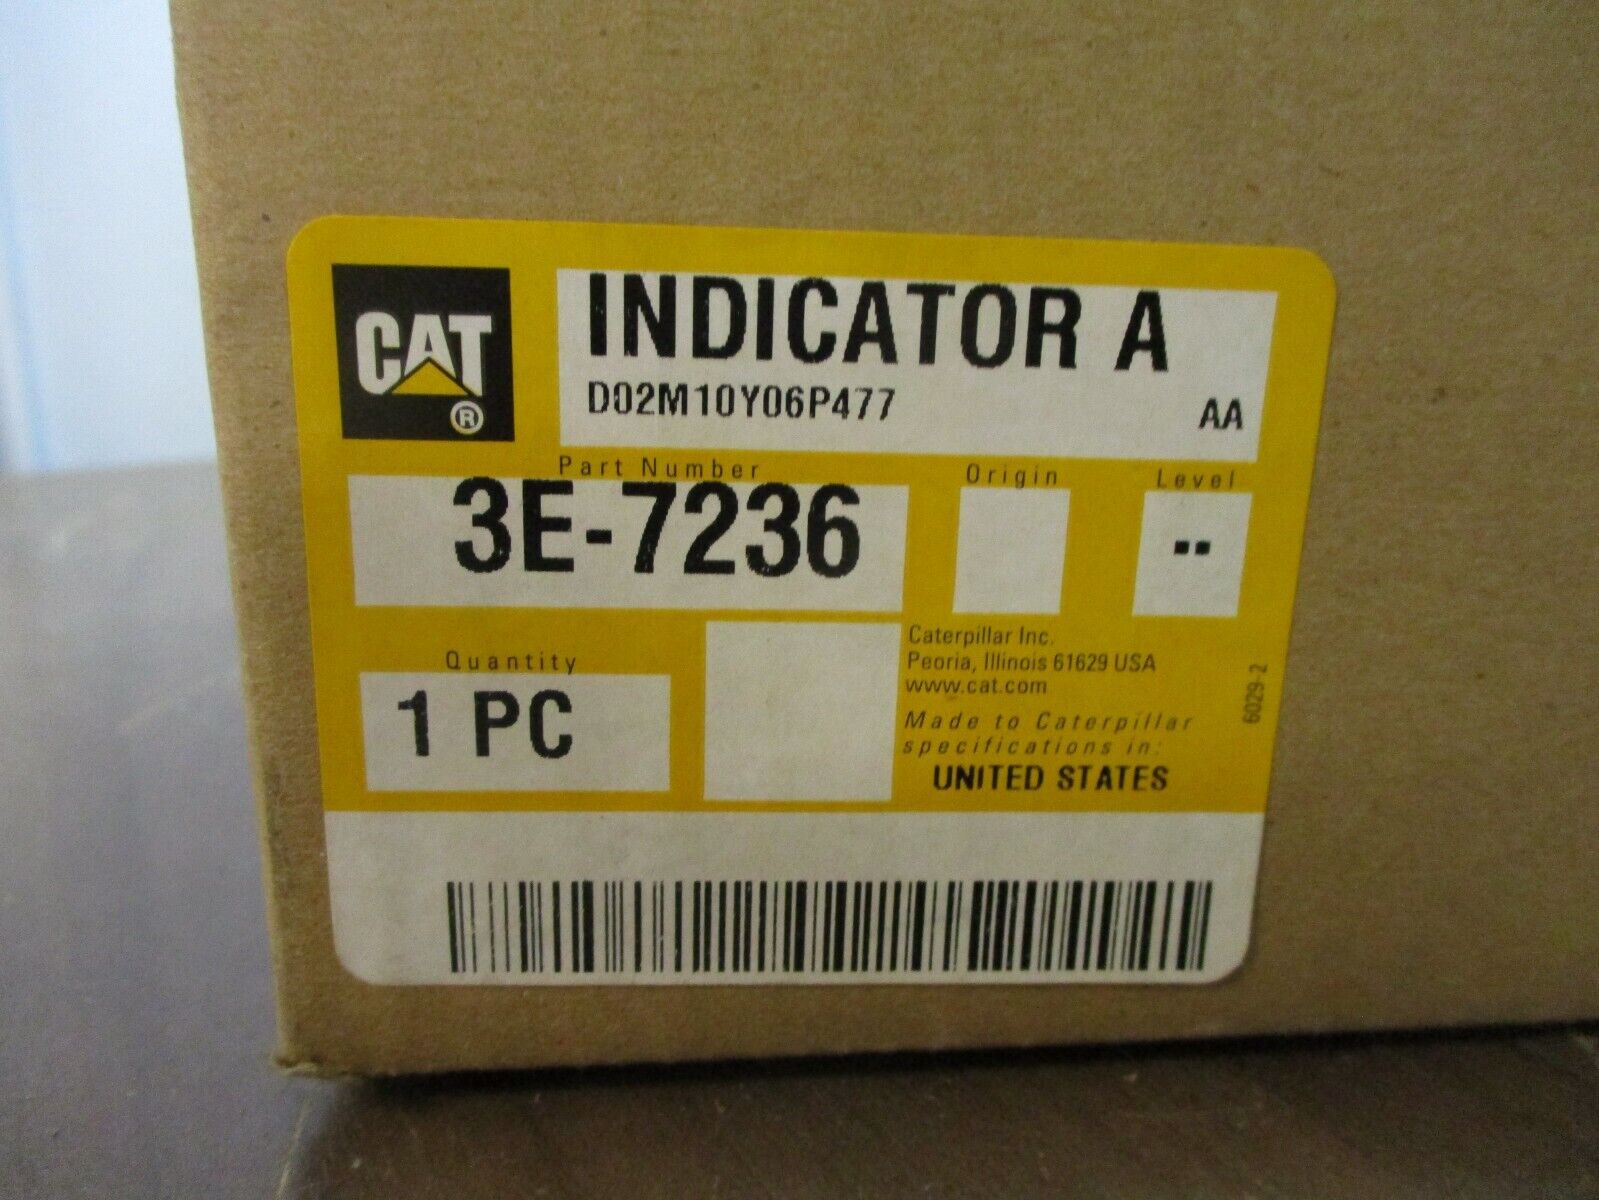 CAT
®
INDICATOR A
D02M10Y06P477 AA
Part Number
3E-7236
Origin
Level
--
Quantity
1 PC
Caterpillar Inc.
Peoria, Illinois 61629 USA
www.cat.com
Made to Caterpillar
specifications in:
UNITED STATES
6029-2